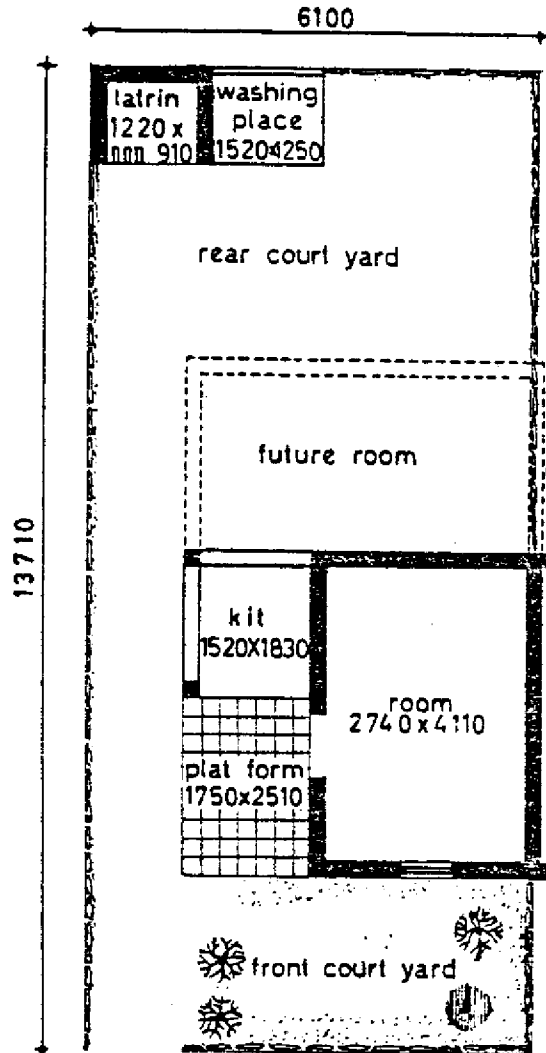 6100
latrin
1220 x
nnn 910
washing
place
1520x1250
rear court yard
future room
13710
kit
1520X1830
room
2740x4110
plat form
1750x2510
front court yard